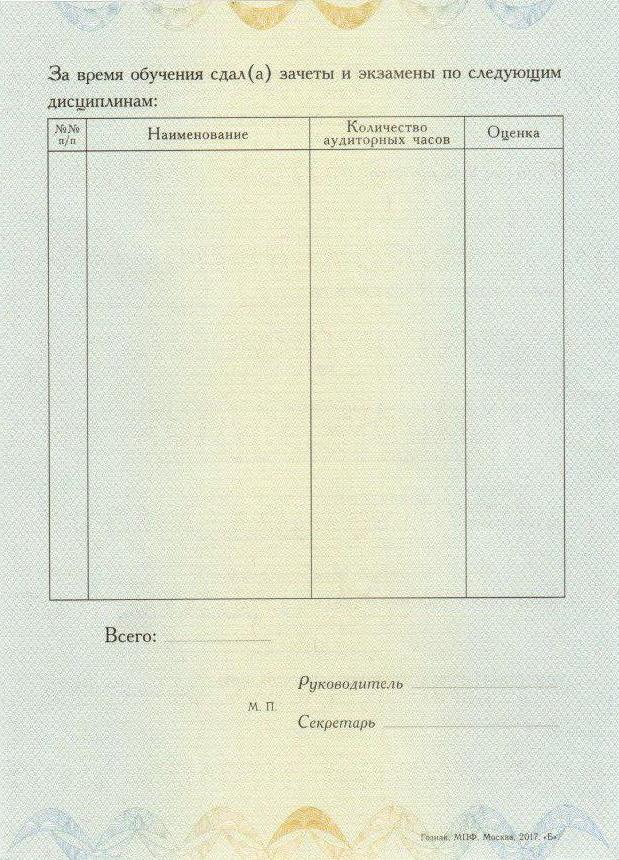 За время обучения сдал(а) зачеты и экзамены по следующим
дисциплинам:
№№
п/п
Наименование
Количество
аудиторных часов
Оценка
Всего:
Руководитель
М. П.
Секретарь
Гознак, МПФ, Москва, 2017, «Б».